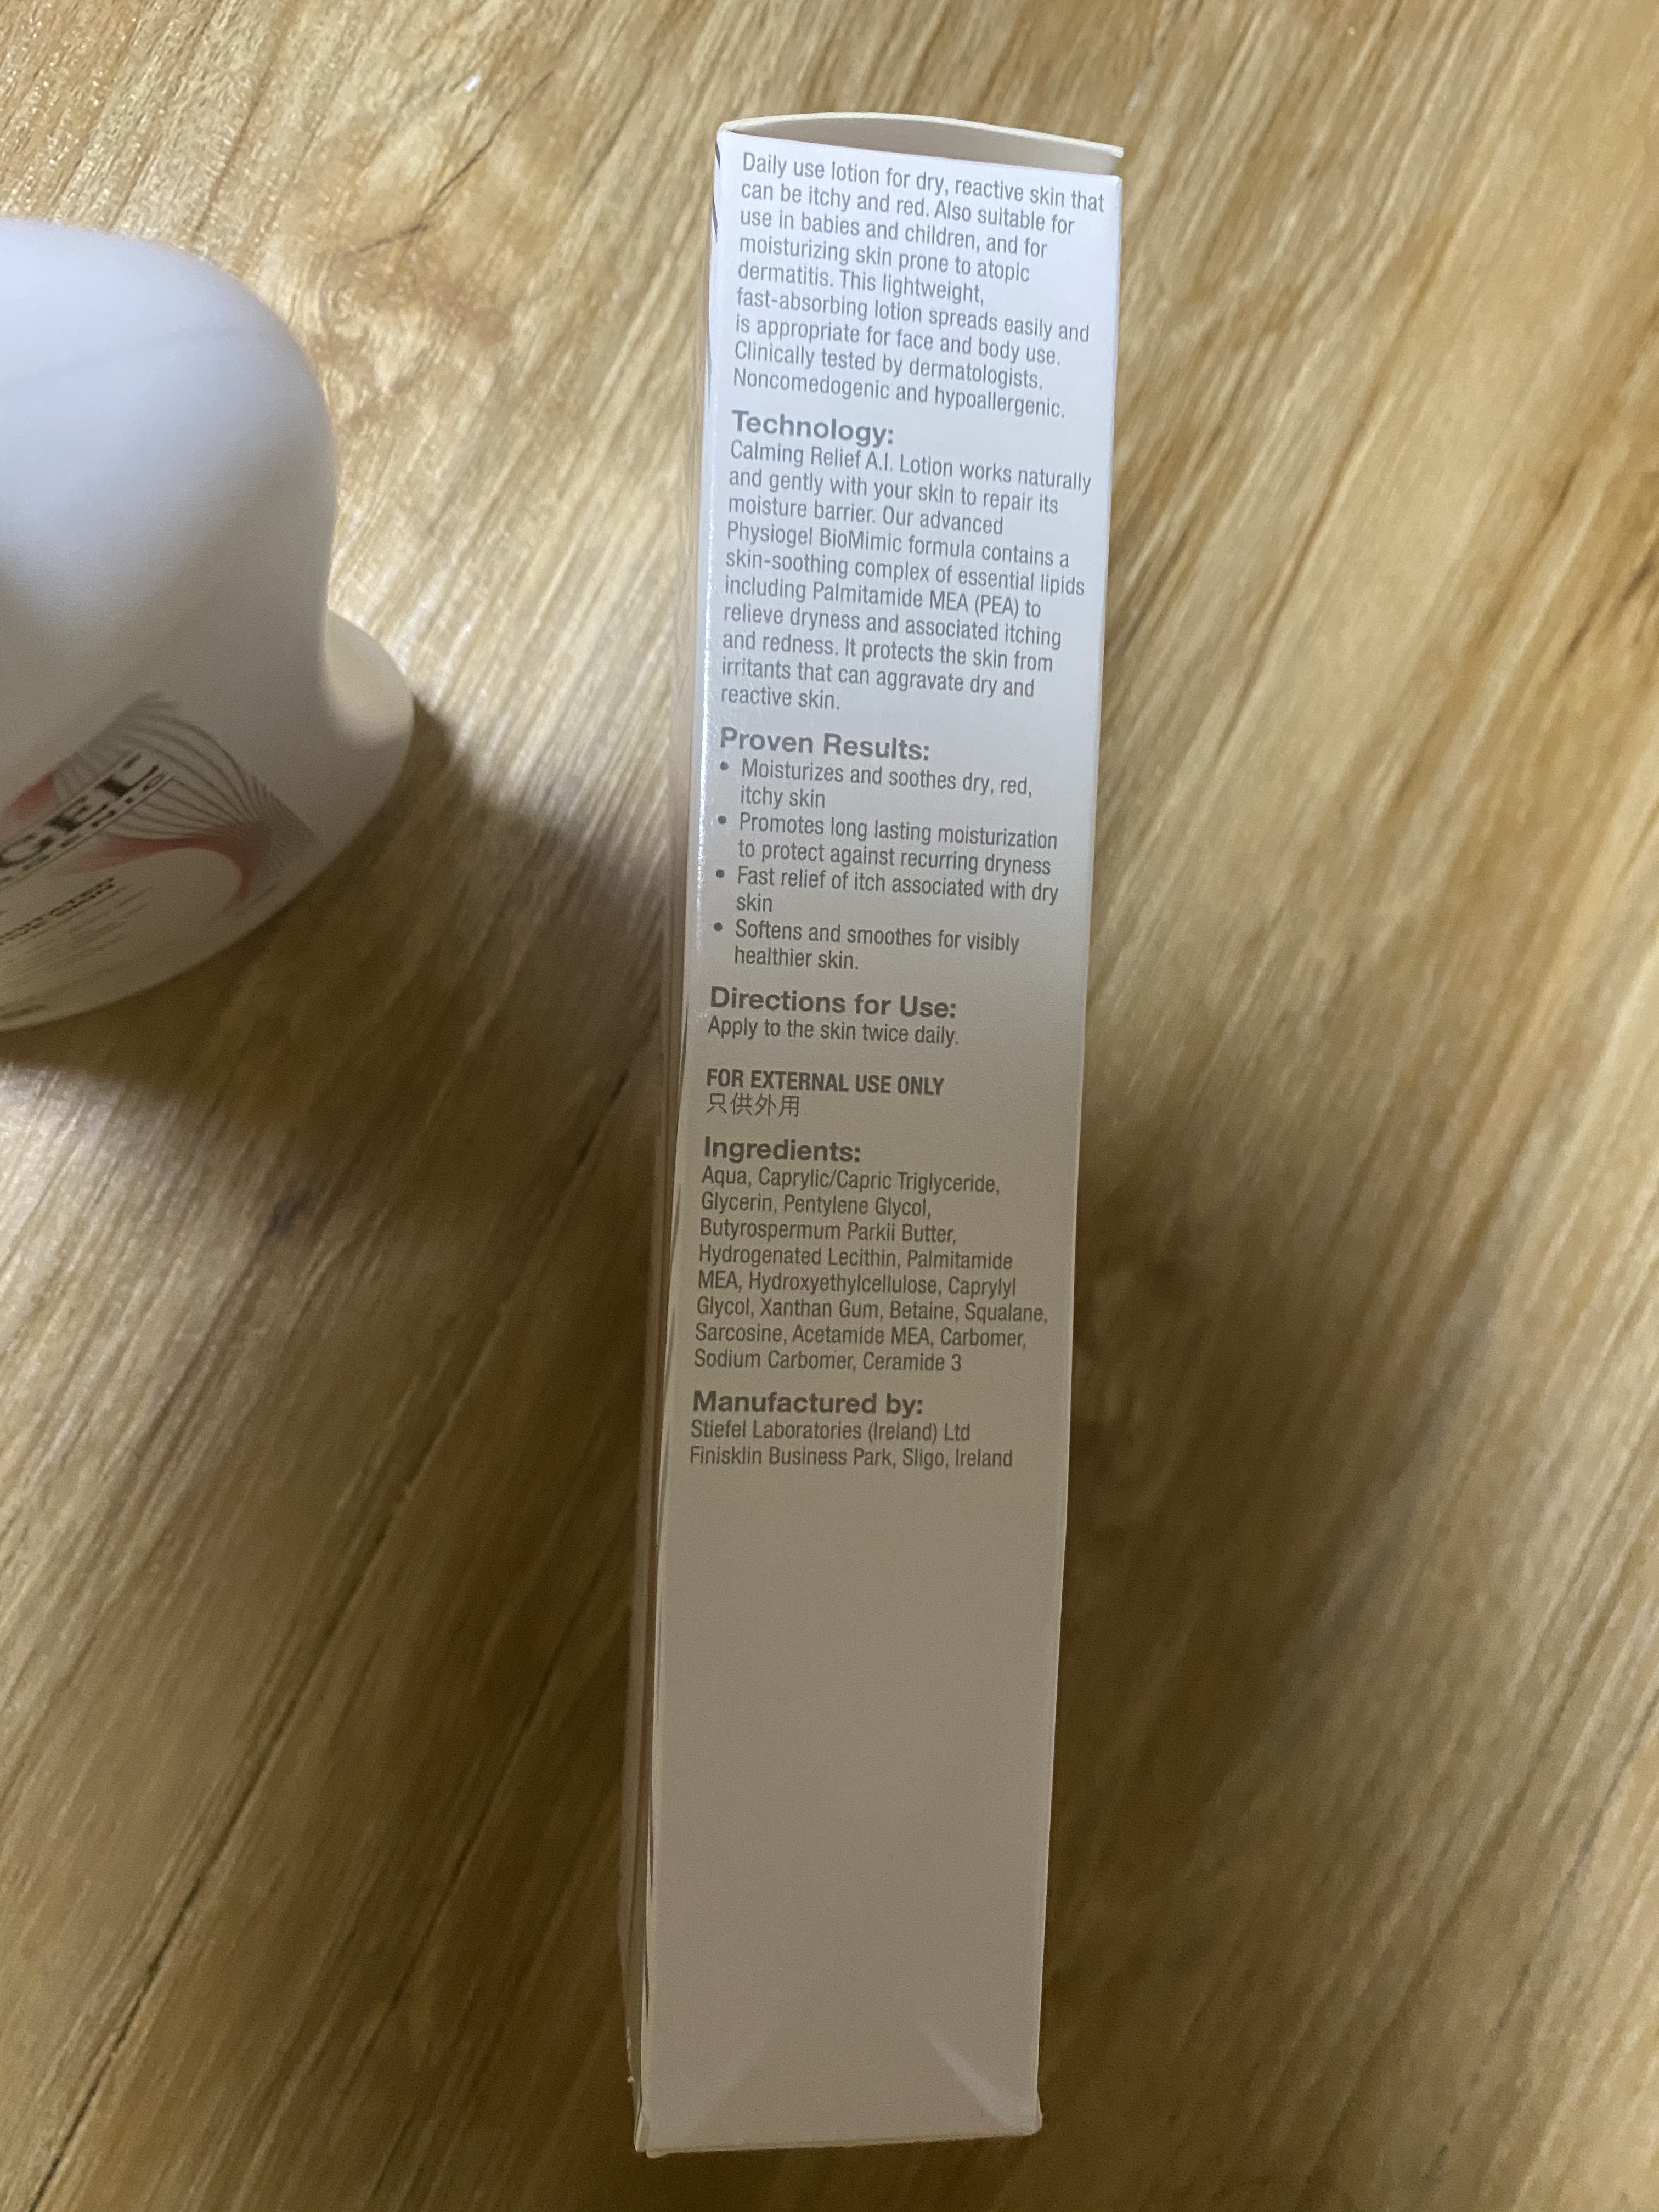 Daily use lotion for dry, reactive skin that
can be itchy and red. Also suitable for
use in babies and children, and for
moisturizing skin prone to atopic
dermatitis. This lightweight,
fast-absorbing lotion spreads easily and
is appropriate for face and body use.
Clinically tested by dermatologists.
Noncomedogenic and hypoallergenic.
Technology:
Calming Relief A.I. Lotion works naturally
and gently with your skin to repair its
moisture barrier. Our advanced
Physiogel BioMimic formula contains a
skin-soothing complex of essential lipids
including Palmitamide MEA (PEA) to
relieve dryness and associated itching
and redness. It protects the skin from
irritants that can aggravate dry and
reactive skin.
Proven Results:
• Moisturizes and soothes dry, red,
itchy skin
• Promotes long lasting moisturization
to protect against recurring dryness
• Fast relief of itch associated with dry
skin
• Softens and smoothes for visibly
healthier skin.
Directions for Use:
Apply to the skin twice daily.
FOR EXTERNAL USE ONLY
只供外用
Ingredients:
Aqua, Caprylic/Capric Triglyceride,
Glycerin, Pentylene Glycol,
Butyrospermum Parkii Butter,
Hydrogenated Lecithin, Palmitamide
MEA, Hydroxyethylcellulose, Caprylyl
Glycol, Xanthan Gum, Betaine, Squalane,
Sarcosine, Acetamide MEA, Carbomer,
Sodium Carbomer, Ceramide 3
Manufactured by:
Stiefel Laboratories (Ireland) Ltd
Finisklin Business Park, Sligo, Ireland